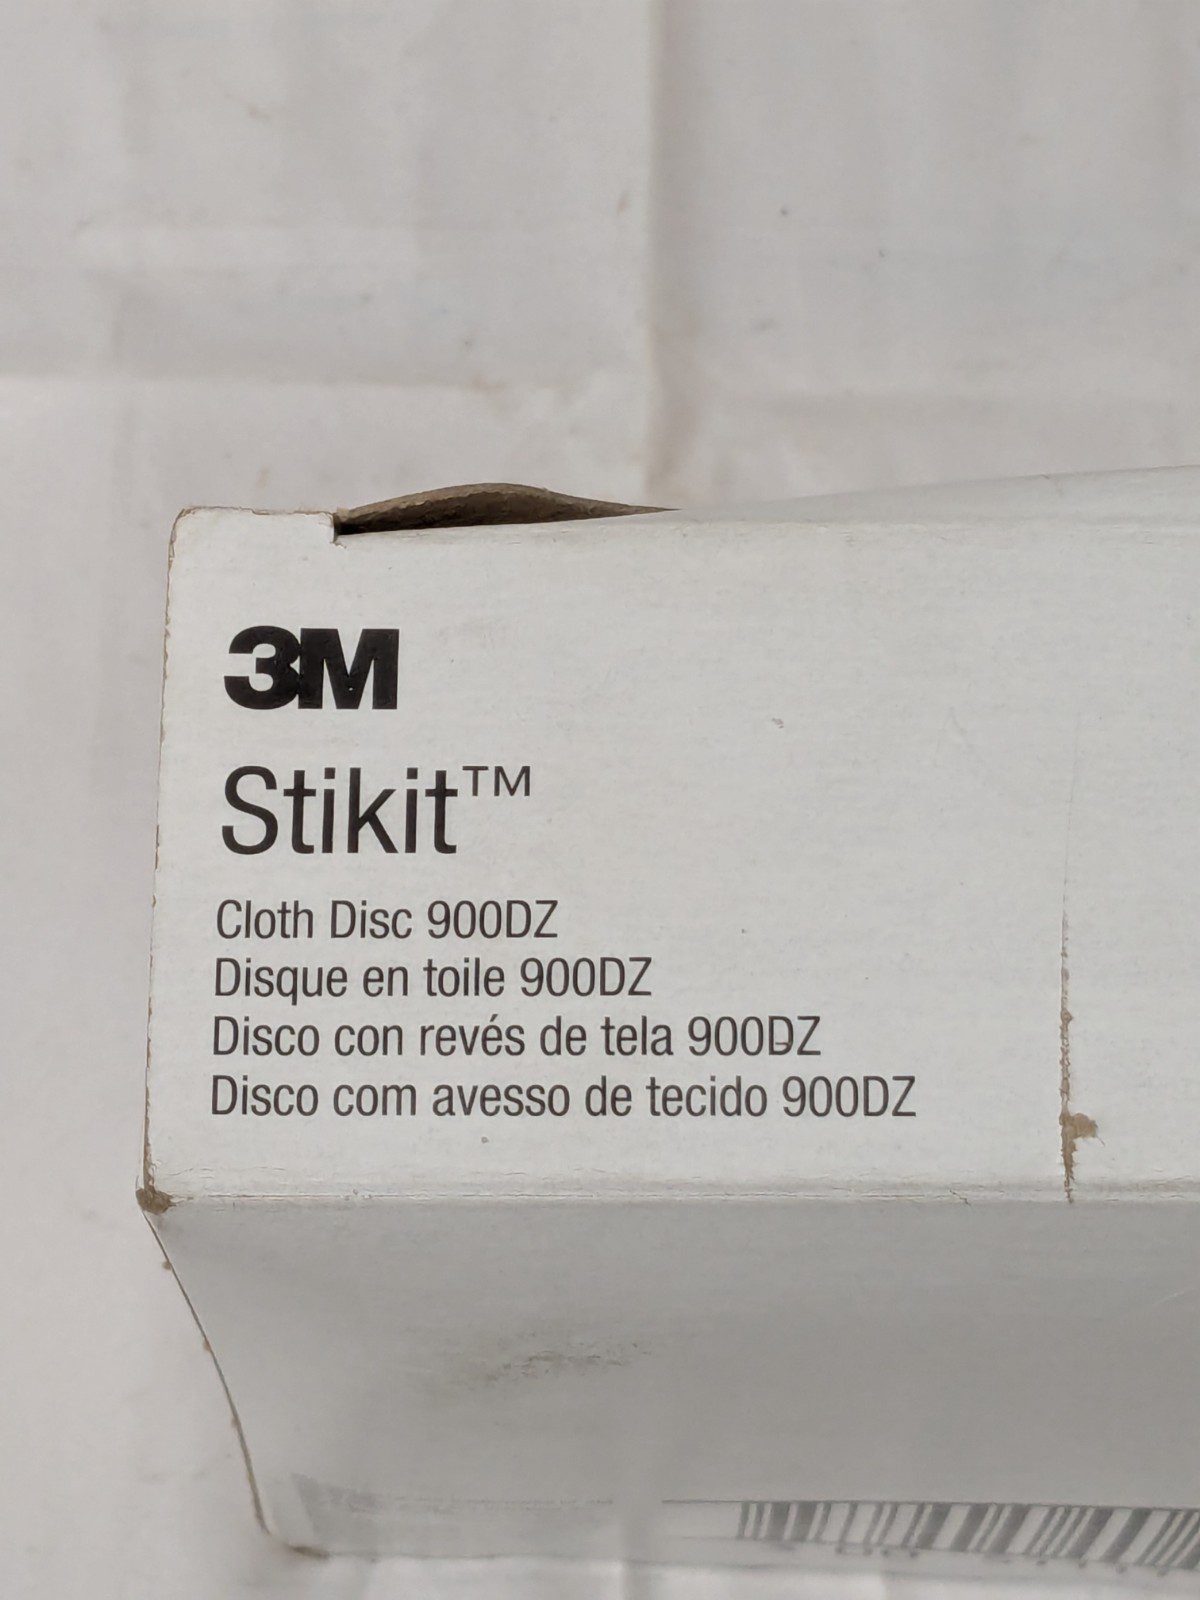 3M
Stikit™
Cloth Disc 900DZ
Disque en toile 900DZ
Disco con revés de tela 900DZ
Disco com avesso de tecido 900DZ